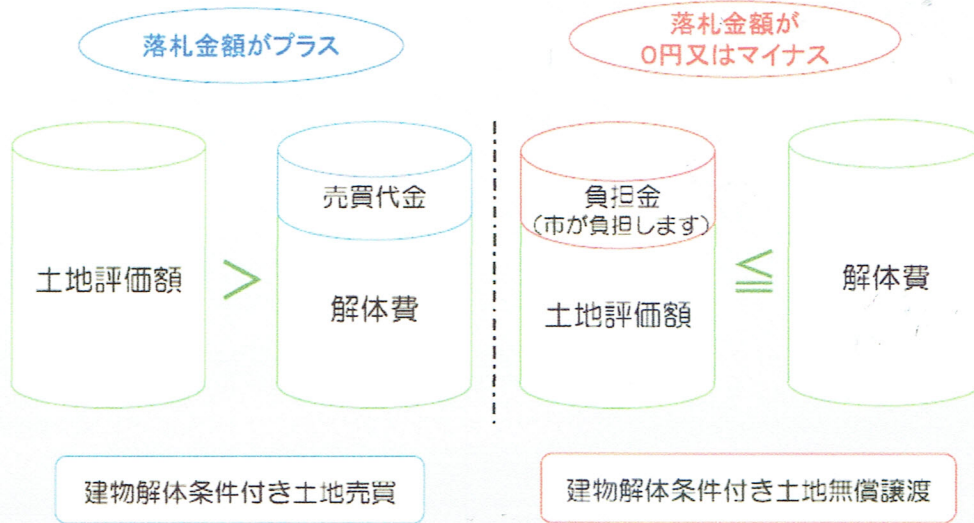 落札金額がプラス
落札金額が
0円又はマイナス
土地評価額
>
売買代金
解体費
負担金
(市が負担します)
土地評価額
≦
解体費
建物解体条件付き土地売買
建物解体条件付き土地無償譲渡